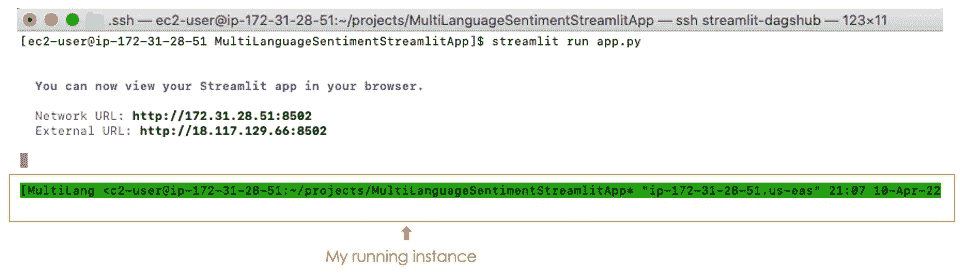 .ssh — ec2-user@ip-172-31-28-51:~/projects/MultiLanguageSentimentStreamlitApp — ssh streamlit-dagshub — 123×11
[ec2-user@ip-172-31-28-51 MultiLanguageSentimentStreamlitApp]$ streamlit run app.py
You can now view your Streamlit app in your browser.
Network URL: http://172.31.28.51:8502
External URL: http://18.117.129.66:8502
[MultiLang <c2-user@ip-172-31-28-51:~/projects/MultiLanguageSentimentStreamlitApp* "ip-172-31-28-51.us-eas" 21:07 10-Apr-22
My running instance